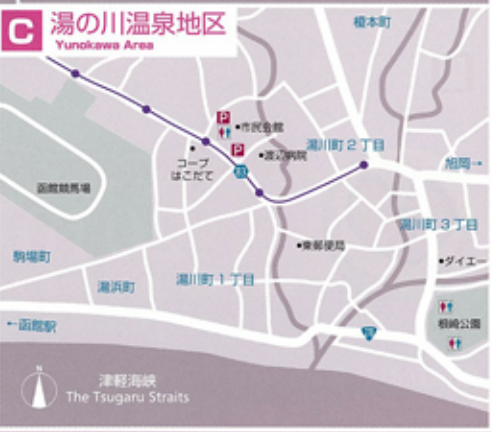 C 湯の川温泉地区
Yunokawa Area
榎本町
P
•市民会館
P
•渡辺病院
湯川町2丁目
旭岡→
コープ
はこだて
83
函館競馬場
湯川町3丁目
•東郵便局
•ダイエー
駒場町
湯浜町
湯川町1丁目
←函館駅
根崎公園
278
N
津軽海峡
The Tsugaru Straits